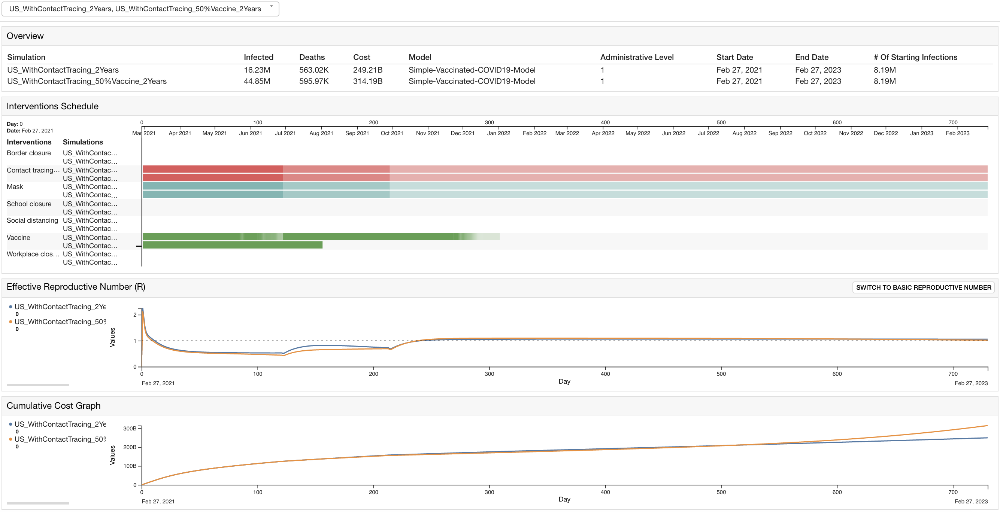 US_WithContactTracing_2Years, US_WithContactTracing_50%Vaccine_2Years
Overview
Simulation Infected Deaths Cost Model Administrative Level Start Date End Date # Of Starting Infections
US_WithContactTracing_2Years 16.23M 563.02K 249.21B Simple-Vaccinated-COVID19-Model 1 Feb 27, 2021 Feb 27, 2023 8.19M
US_WithContactTracing_50%Vaccine_2Years 44.85M 595.97K 314.19B Simple-Vaccinated-COVID19-Model 1 Feb 27, 2021 Feb 27, 2023 8.19M
Interventions Schedule
Day: 0
Date: Feb 27, 2021
0 100 200 300 400 500 600 700
Mar 2021 Apr 2021 May 2021 Jun 2021 Jul 2021 Aug 2021 Sep 2021 Oct 2021 Nov 2021 Dec 2021 Jan 2022 Feb 2022 Mar 2022 Apr 2022 May 2022 Jun 2022 Jul 2022 Aug 2022 Sep 2022 Oct 2022 Nov 2022 Dec 2022 Jan 2023 Feb 2023
Interventions Simulations
Border closure US_WithContac...
US_WithContac...
Contact tracing... US_WithContac...
US_WithContac...
Mask US_WithContac...
US_WithContac...
School closure US_WithContac...
US_WithContac...
Social distancing US_WithContac...
US_WithContac...
Vaccine US_WithContac...
US_WithContac...
Workplace clos... US_WithContac...
US_WithContac...
Effective Reproductive Number (R)
SWITCH TO BASIC REPRODUCTIVE NUMBER
US_WithContactTracing_2Ye
0
US_WithContactTracing_50%
0
Values
2
1
0
0 100 200 300 400 500 600 700
Day
Feb 27, 2021 Feb 27, 2023
Cumulative Cost Graph
US_WithContactTracing_2Ye
0
US_WithContactTracing_50%
0
Values
300B
200B
100B
0
0 100 200 300 400 500 600 700
Day
Feb 27, 2021 Feb 27, 2023